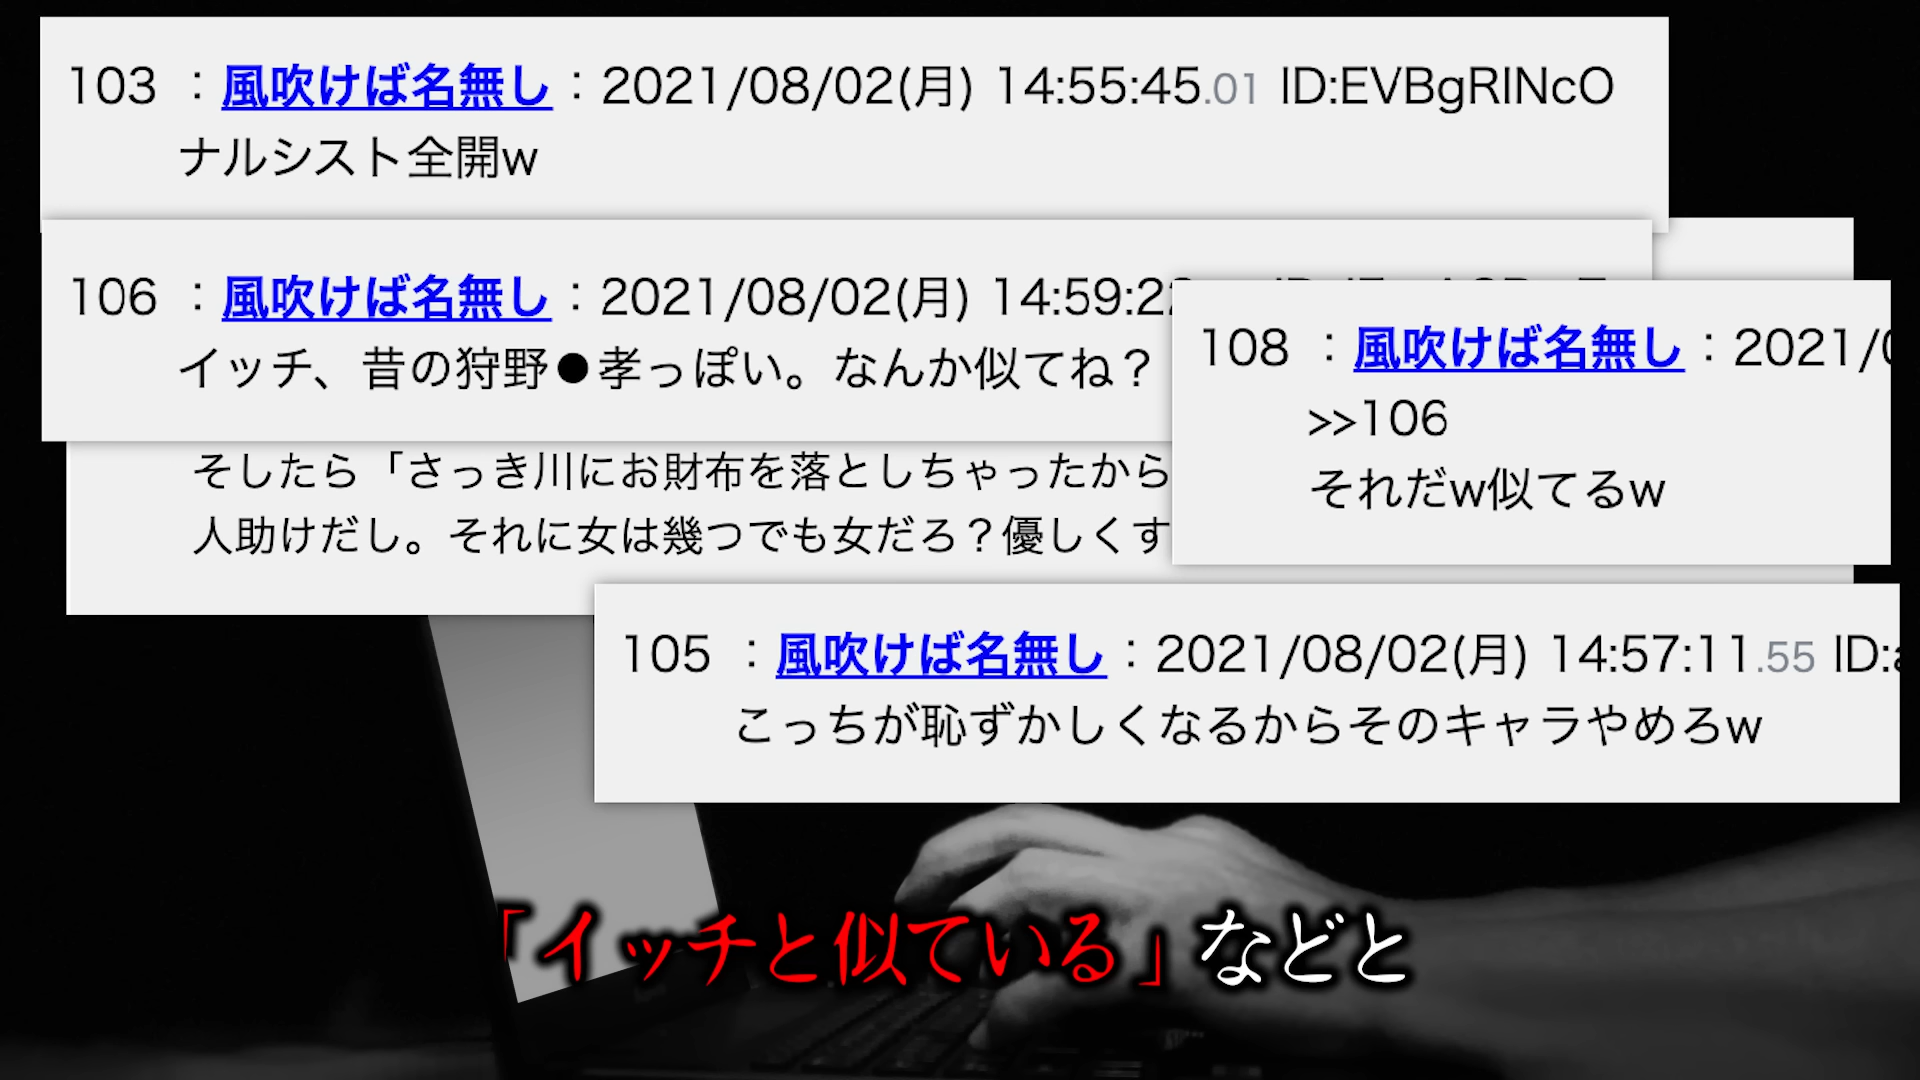 103 ：風吹けば名無し：2021/08/02(月) 14:55:45.01 ID:EVBgRINcO
ナルシスト全開w
106 ：風吹けば名無し：2021/08/02(月) 14:59:2
イッチ、昔の狩野●孝っぽい。なんか似てね？
108 ：風吹けば名無し：2021/0
>>106
それだw似てるw
そしたら「さっき川にお財布を落としちゃったから
人助けだし。それに女は幾つでも女だろ？優しくす
105 ：風吹けば名無し：2021/08/02(月) 14:57:11.55 ID:
こっちが恥ずかしくなるからそのキャラやめろw
「イッチと似ている」などと